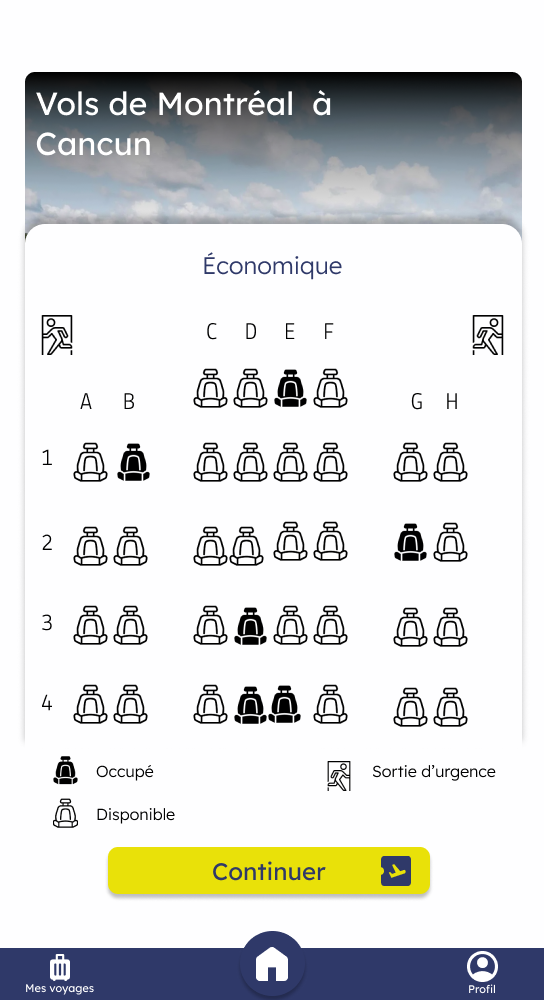 Vols de Montréal à
Cancun
Économique
C D E F
A B G H
1
2
3
4
Occupé
Sortie d’urgence
Disponible
Continuer
Mes voyages
Profil